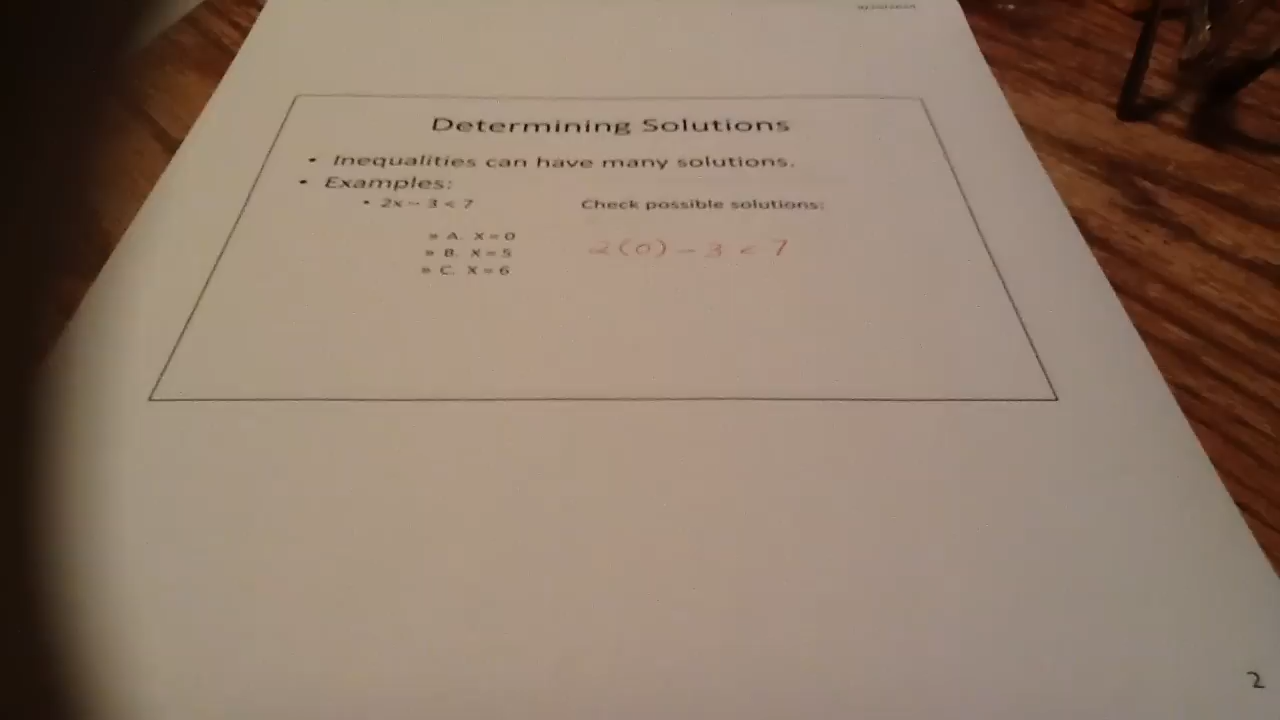 Determining Solutions
• Inequalities can have many solutions.
• Examples:
• 2x – 3 < 7
Check possible solutions:
» A. X = 0
» B. X = 5
» C. X = 6
2(0) – 3 < 7
2